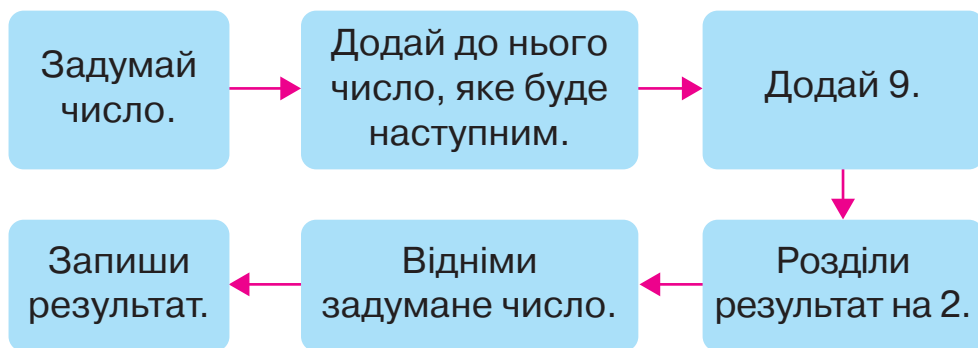 Задумай
число.
Додай до нього
число, яке буде
наступним.
Додай 9.
Розділи
результат на 2.
Відніми
задумане число.
Запиши
результат.